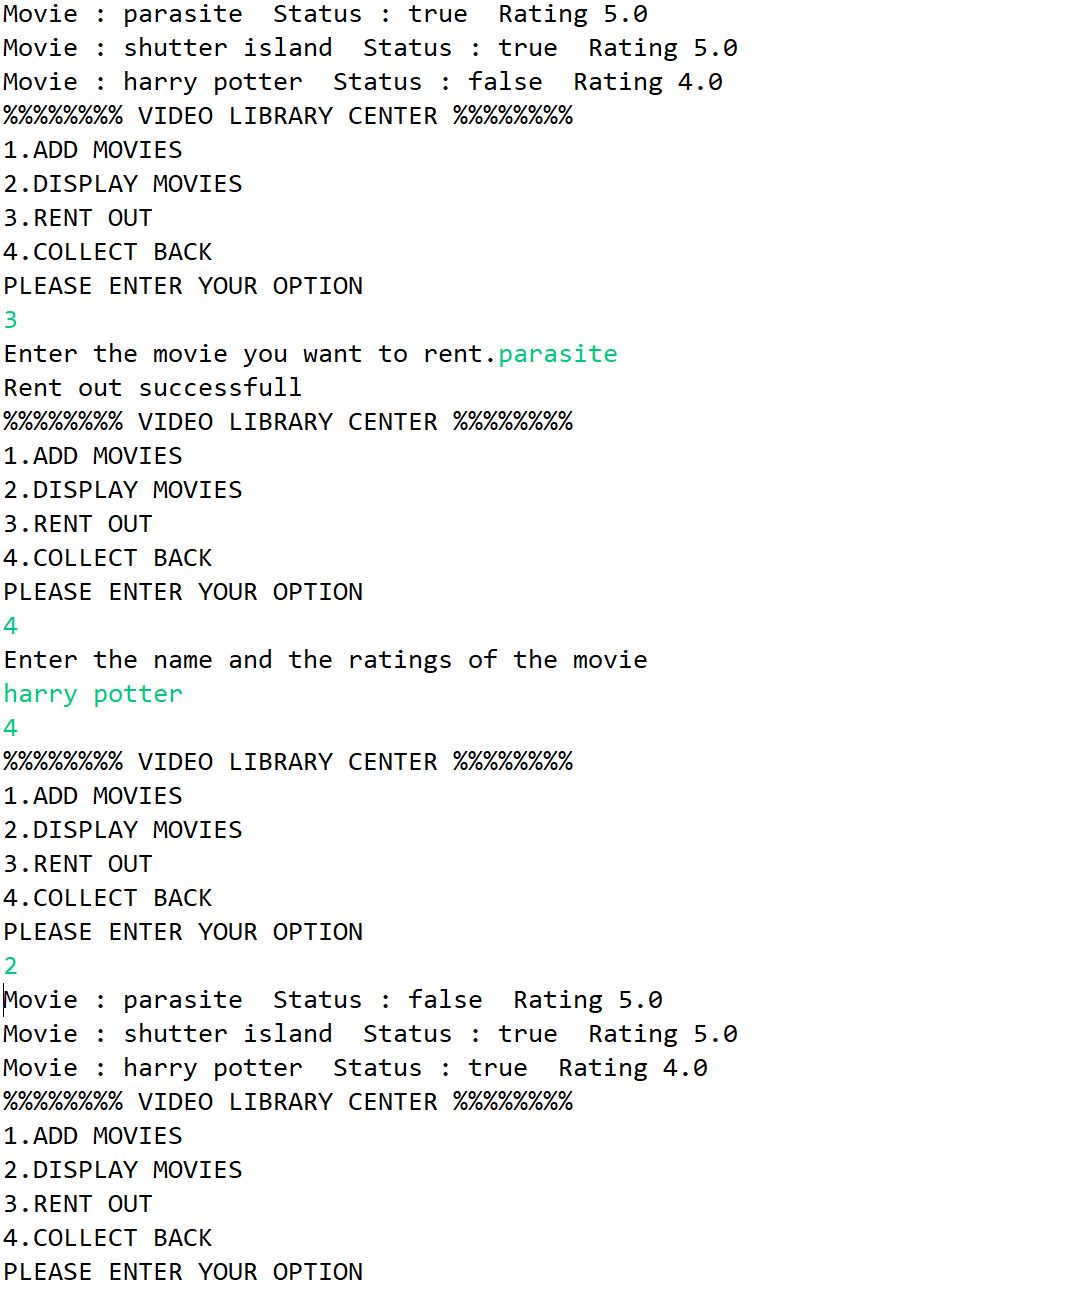 Movie : parasite  Status : true  Rating 5.0
Movie : shutter island  Status : true  Rating 5.0
Movie : harry potter  Status : false  Rating 4.0
%%%%%%%% VIDEO LIBRARY CENTER %%%%%%%%
1.ADD MOVIES
2.DISPLAY MOVIES
3.RENT OUT
4.COLLECT BACK
PLEASE ENTER YOUR OPTION
3
Enter the movie you want to rent.parasite
Rent out successfull
%%%%%%%% VIDEO LIBRARY CENTER %%%%%%%%
1.ADD MOVIES
2.DISPLAY MOVIES
3.RENT OUT
4.COLLECT BACK
PLEASE ENTER YOUR OPTION
4
Enter the name and the ratings of the movie
harry potter
4
%%%%%%%% VIDEO LIBRARY CENTER %%%%%%%%
1.ADD MOVIES
2.DISPLAY MOVIES
3.RENT OUT
4.COLLECT BACK
PLEASE ENTER YOUR OPTION
2
Movie : parasite  Status : false  Rating 5.0
Movie : shutter island  Status : true  Rating 5.0
Movie : harry potter  Status : true  Rating 4.0
%%%%%%%% VIDEO LIBRARY CENTER %%%%%%%%
1.ADD MOVIES
2.DISPLAY MOVIES
3.RENT OUT
4.COLLECT BACK
PLEASE ENTER YOUR OPTION